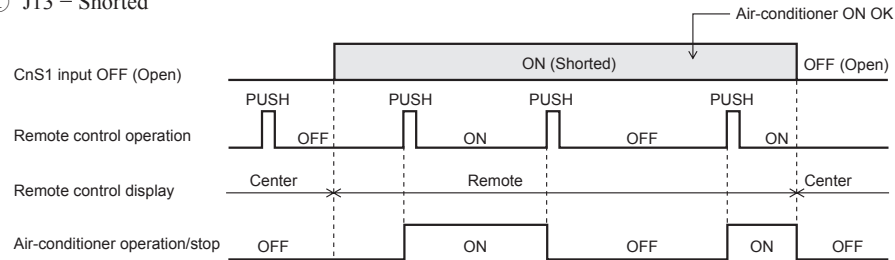 ① J13 – Shorted
Air-conditioner ON OK
CnS1 input OFF (Open)
ON (Shorted)
OFF (Open)
PUSH PUSH PUSH PUSH
Remote control operation
OFF ON OFF ON
Remote control display
Center Remote Center
Air-conditioner operation/stop
OFF ON OFF ON OFF